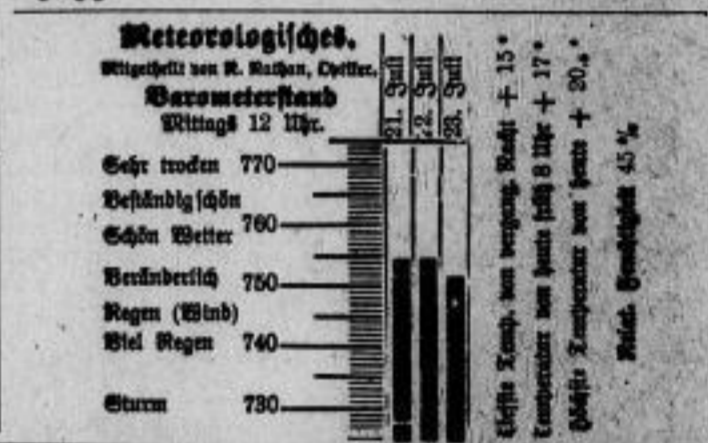 Meteorologisches.
Mitgetheilt von R. Nathan, Optiker.
Barometerstand
Mittags 12 Uhr.
21. Juli
22. Juli
23. Juli
Sehr trocken 770
Beständig schön
760
Schön Wetter
Veränderlich 750
Regen (Wind)
Viel Regen 740
Sturm 730
Tiefste Temp. von vergang. Nacht + 15°
Temperatur von heute früh 8 Uhr + 17°
Höchste Temperatur von heute + 20,
Relat. Feuchtigkeit 45 %